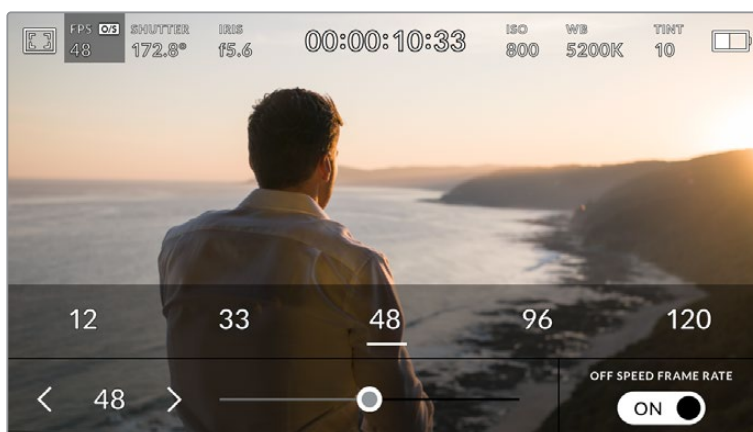 FPS O/S SHUTTER IRIS 00:00:10:33 ISO WB TINT
48 172.8° f5.6 800 5200K 10
12 33 48 96 120
OFF SPEED FRAME RATE
< 48 > ON